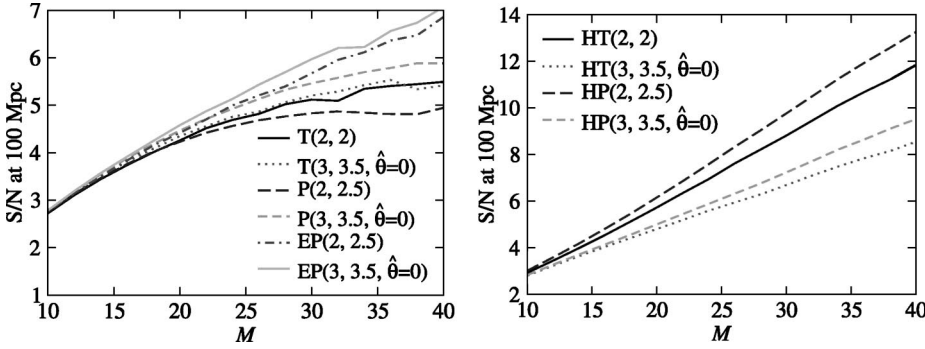 S/N at 100 Mpc
7
6
5
4
3
2
1
T(2, 2)
T(3, 3.5, θ̂=0)
P(2, 2.5)
P(3, 3.5, θ̂=0)
EP(2, 2.5)
EP(3, 3.5, θ̂=0)
10 15 20 25 30 35 40
M
S/N at 100 Mpc
14
12
10
8
6
4
2
HT(2, 2)
HT(3, 3.5, θ̂=0)
HP(2, 2.5)
HP(3, 3.5, θ̂=0)
10 15 20 25 30 35 40
M